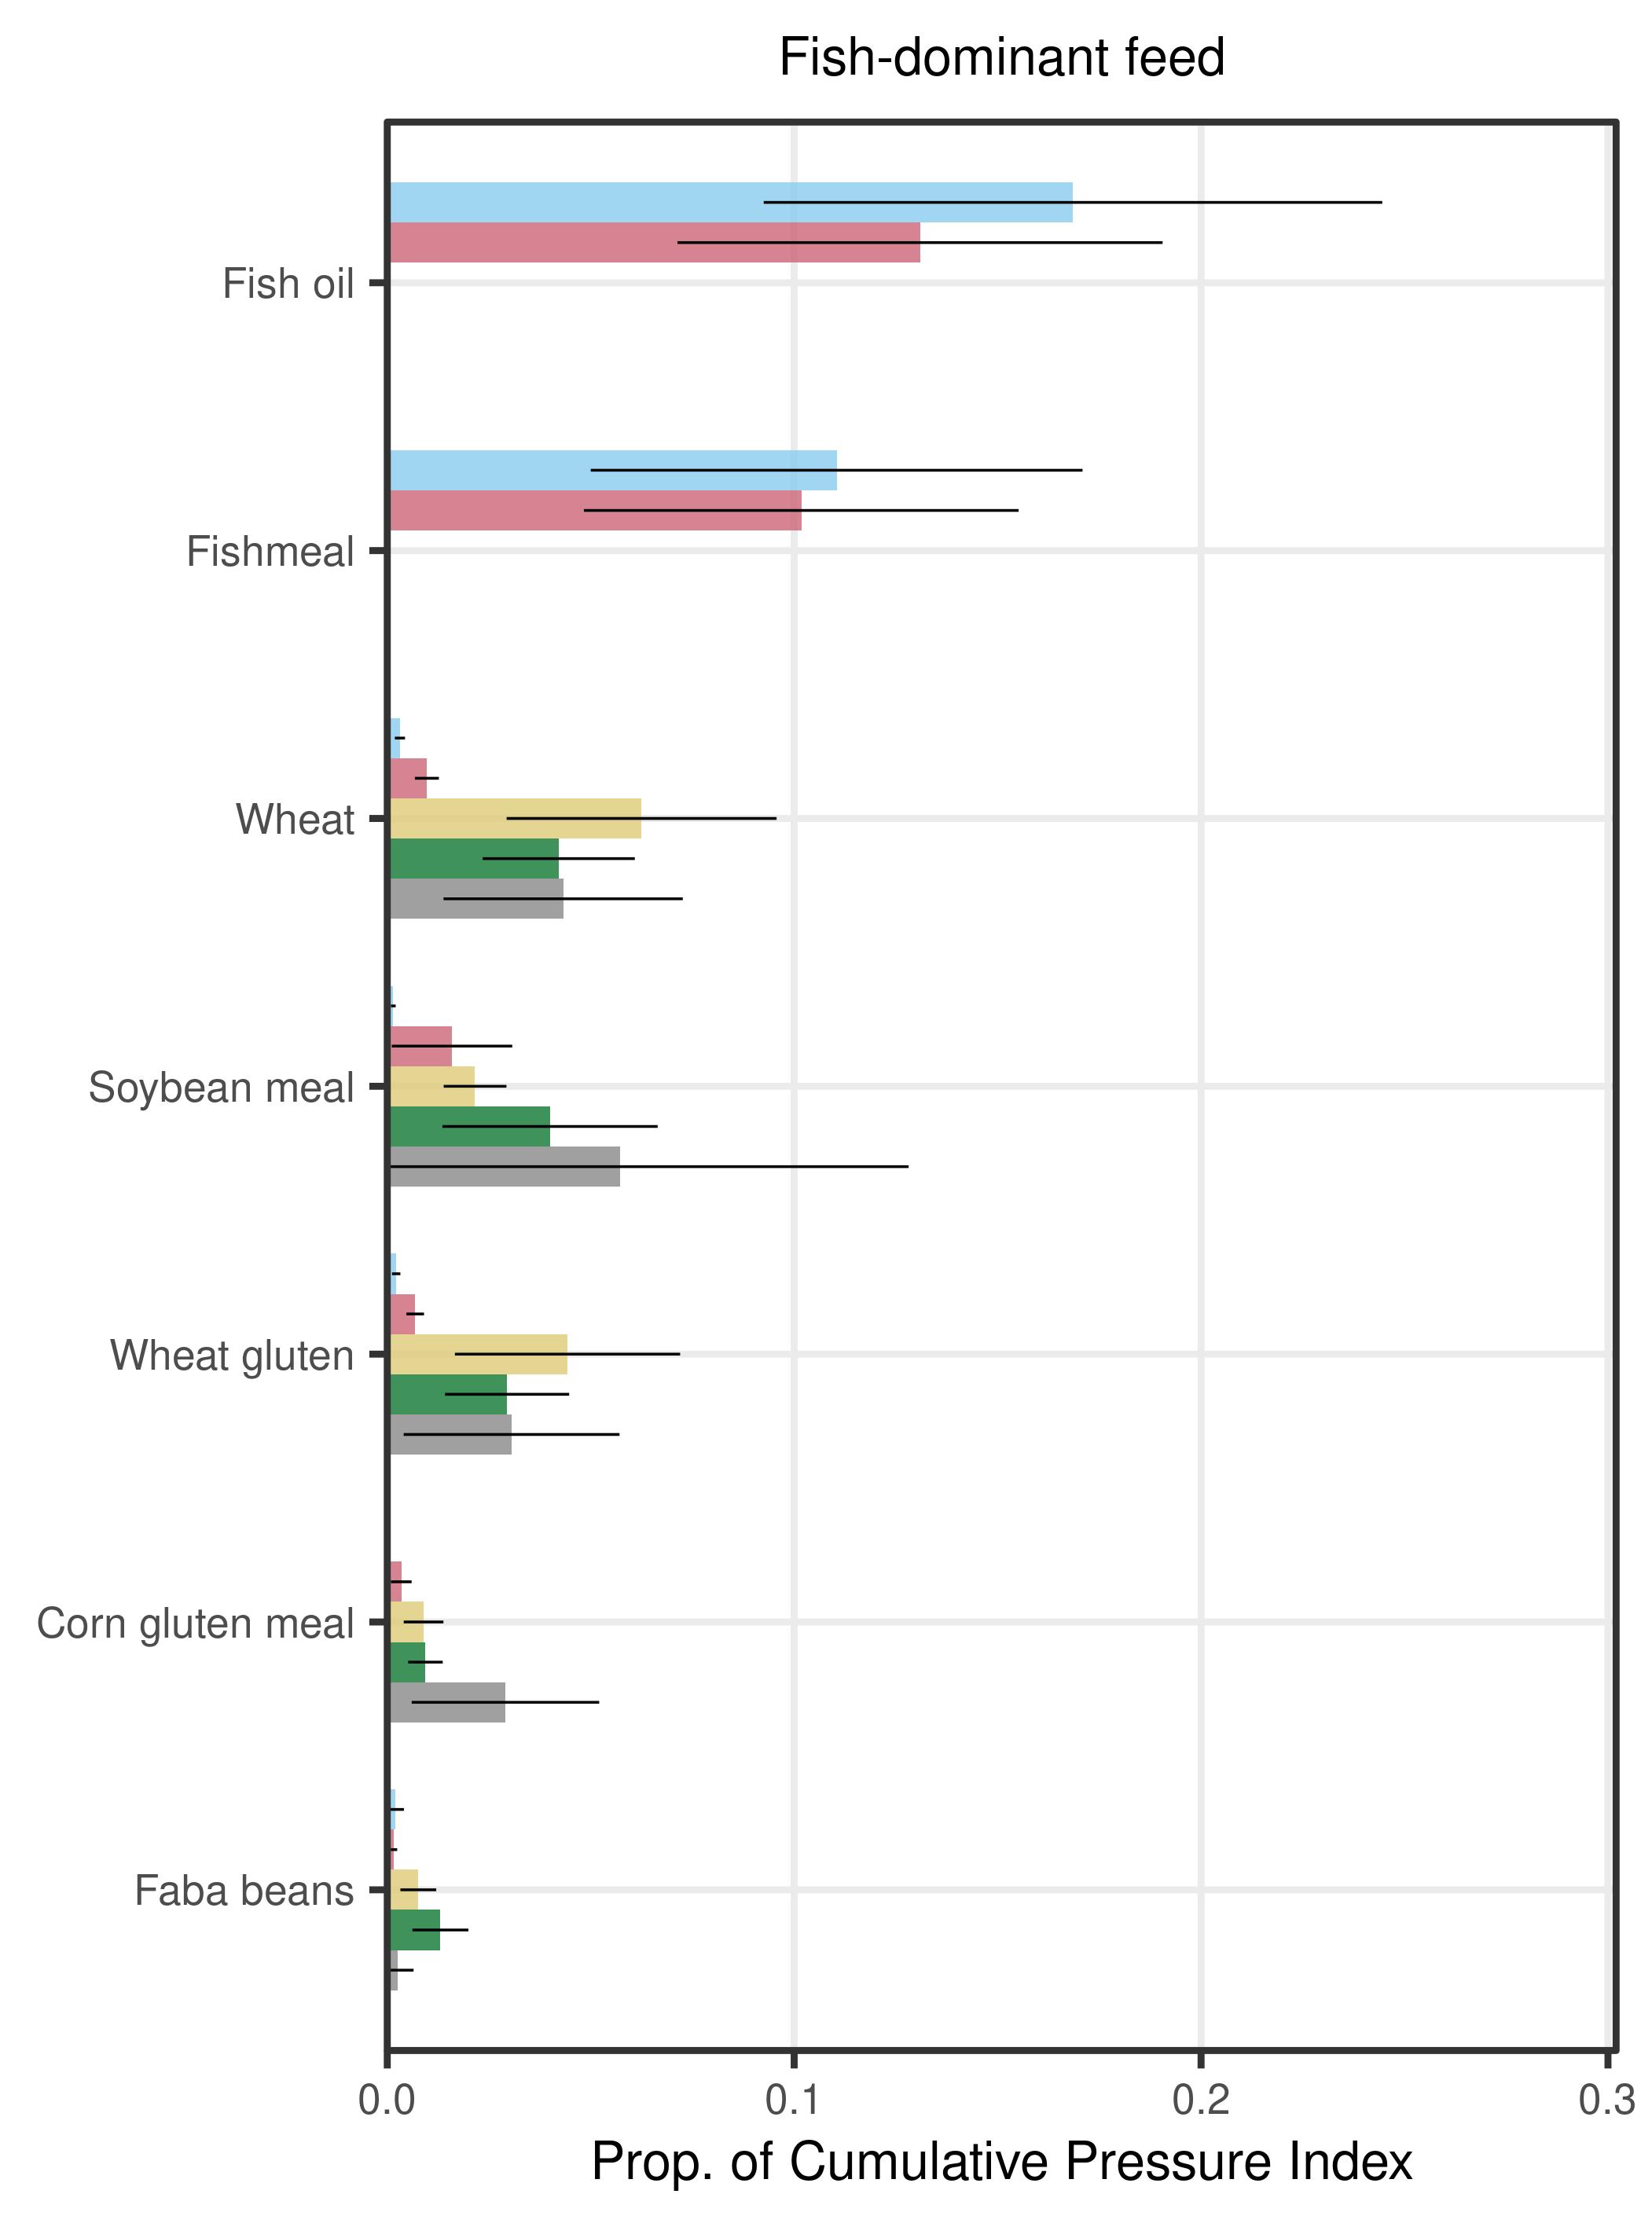 Fish-dominant feed
Fish oil
Fishmeal
Wheat
Soybean meal
Wheat gluten
Corn gluten meal
Faba beans
0.0 0.1 0.2 0.3
Prop. of Cumulative Pressure Index